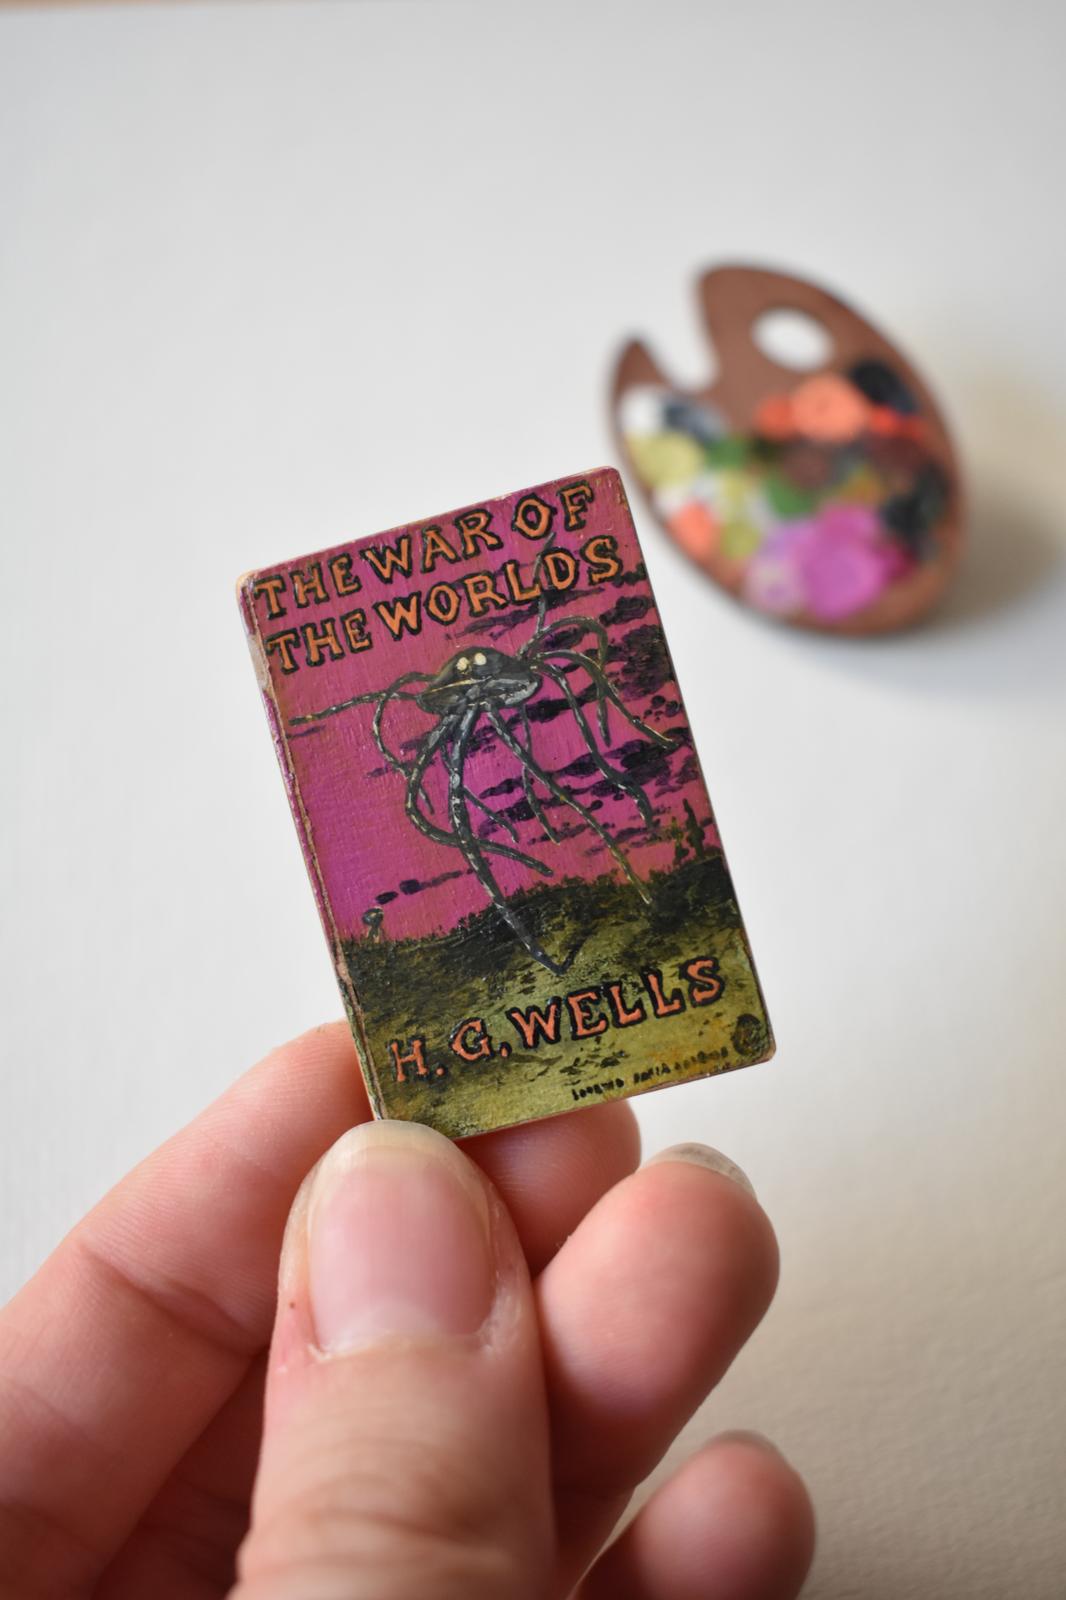 THE WAR OF
THE WORLDS
H. G. WELLS